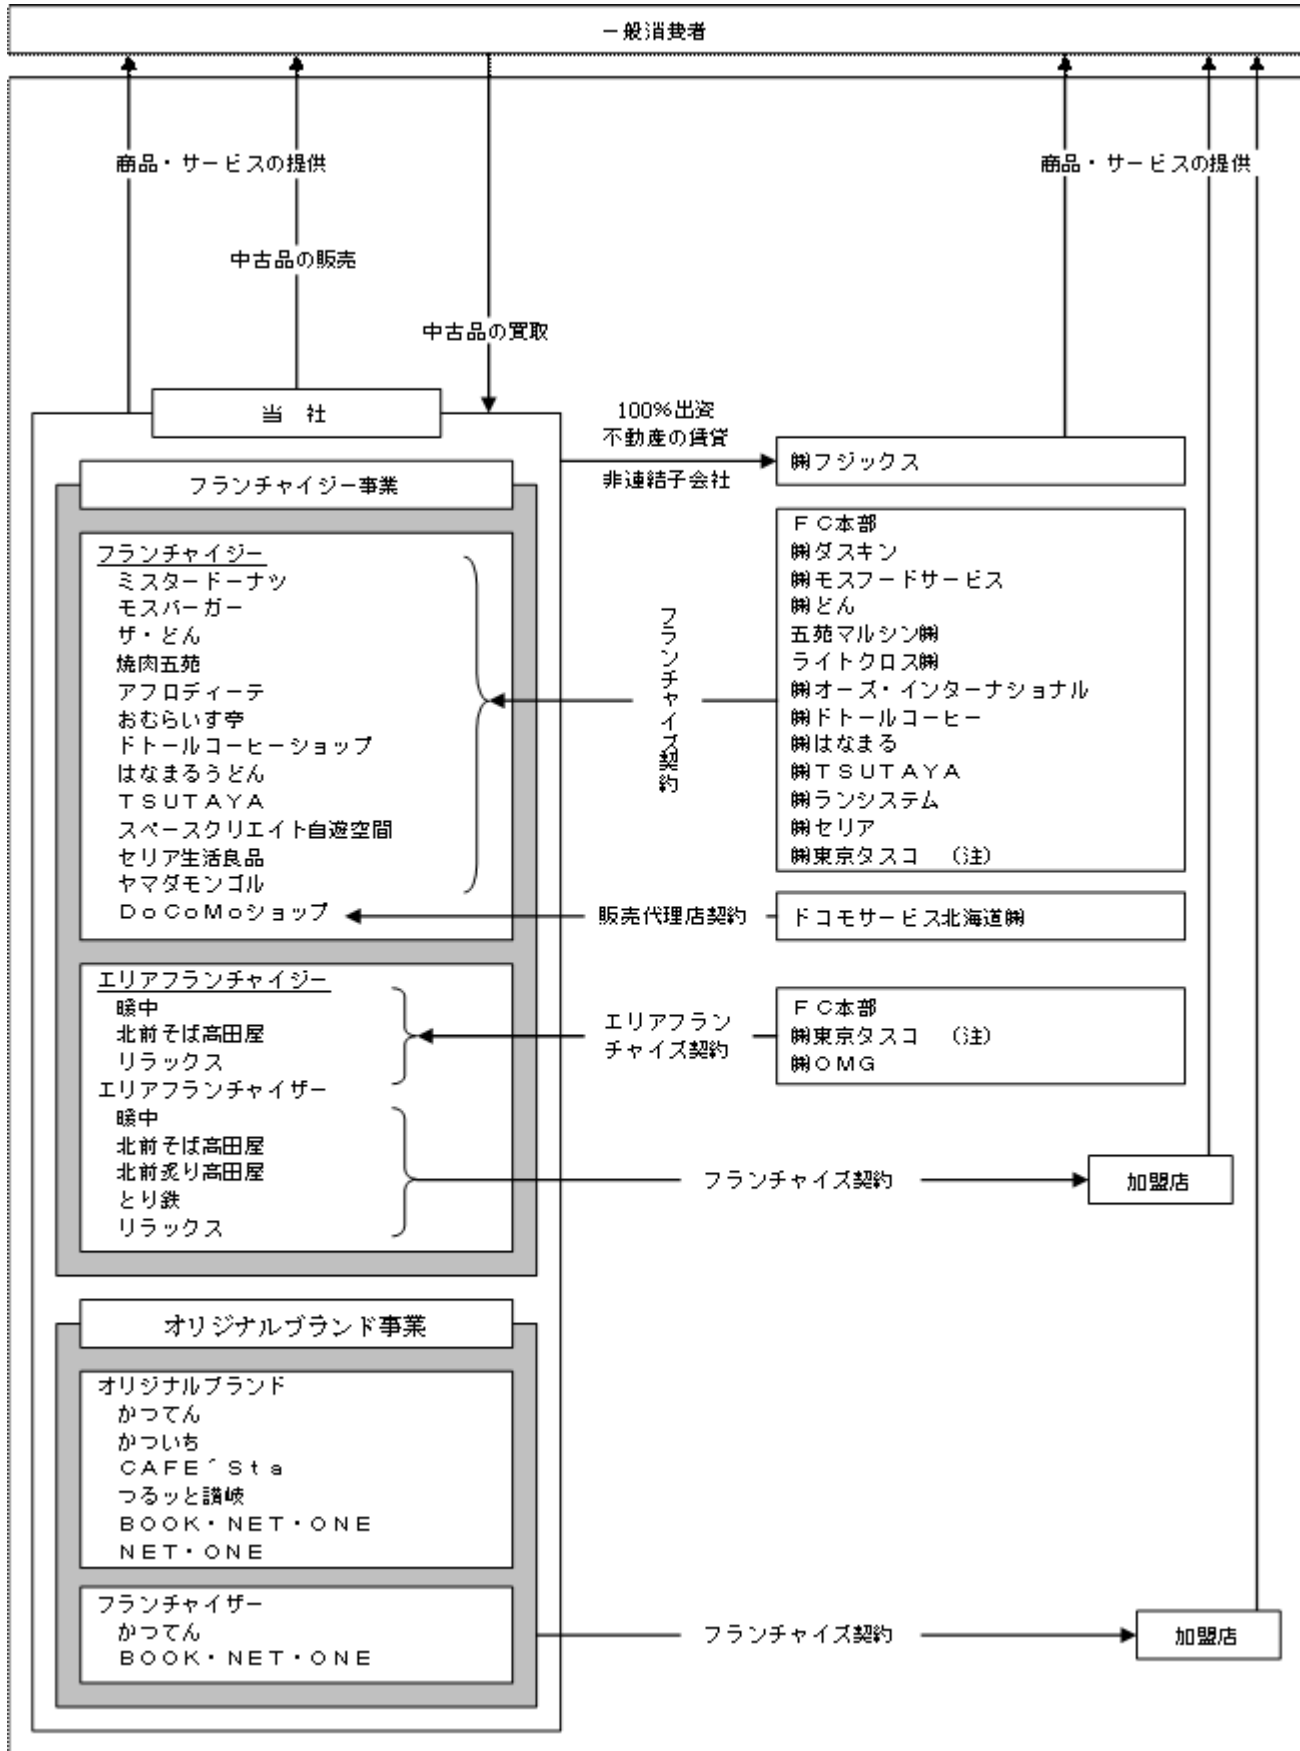 一般消費者
商品・サービスの提供
商品・サービスの提供
中古品の販売
中古品の買取
当 社
100%出資
不動産の賃貸
非連結子会社
㈱フジックス
フランチャイジー事業
フランチャイジー
ミスタードーナツ
モスバーガー
ザ・どん
焼肉五苑
アフロディーテ
おむらいす亭
ドトールコーヒーショップ
はなまるうどん
ＴＳＵＴＡＹＡ
スペースクリエイト自遊空間
セリア生活良品
ヤマダモンゴル
ＤｏＣｏＭｏショップ
フランチャイズ契約
ＦＣ本部
㈱ダスキン
㈱モスフードサービス
㈱どん
五苑マルシン㈱
ライトクロス㈱
㈱オーズ・インターナショナル
㈱ドトールコーヒー
㈱はなまる
㈱ＴＳＵＴＡＹＡ
㈱ランシステム
㈱セリア
㈱東京タスコ （注）
販売代理店契約
ドコモサービス北海道㈱
エリアフランチャイジー
暖中
北前そば高田屋
リラックス
エリアフラン
チャイズ契約
ＦＣ本部
㈱東京タスコ （注）
㈱ＯＭＧ
エリアフランチャイザー
暖中
北前そば高田屋
北前炙り高田屋
とり鉄
リラックス
フランチャイズ契約
加盟店
オリジナルブランド事業
オリジナルブランド
かつてん
かついち
ＣＡＦＥ´Ｓｔａ
つるッと讃岐
ＢＯＯＫ・ＮＥＴ・ＯＮＥ
ＮＥＴ・ＯＮＥ
フランチャイザー
かつてん
ＢＯＯＫ・ＮＥＴ・ＯＮＥ
フランチャイズ契約
加盟店